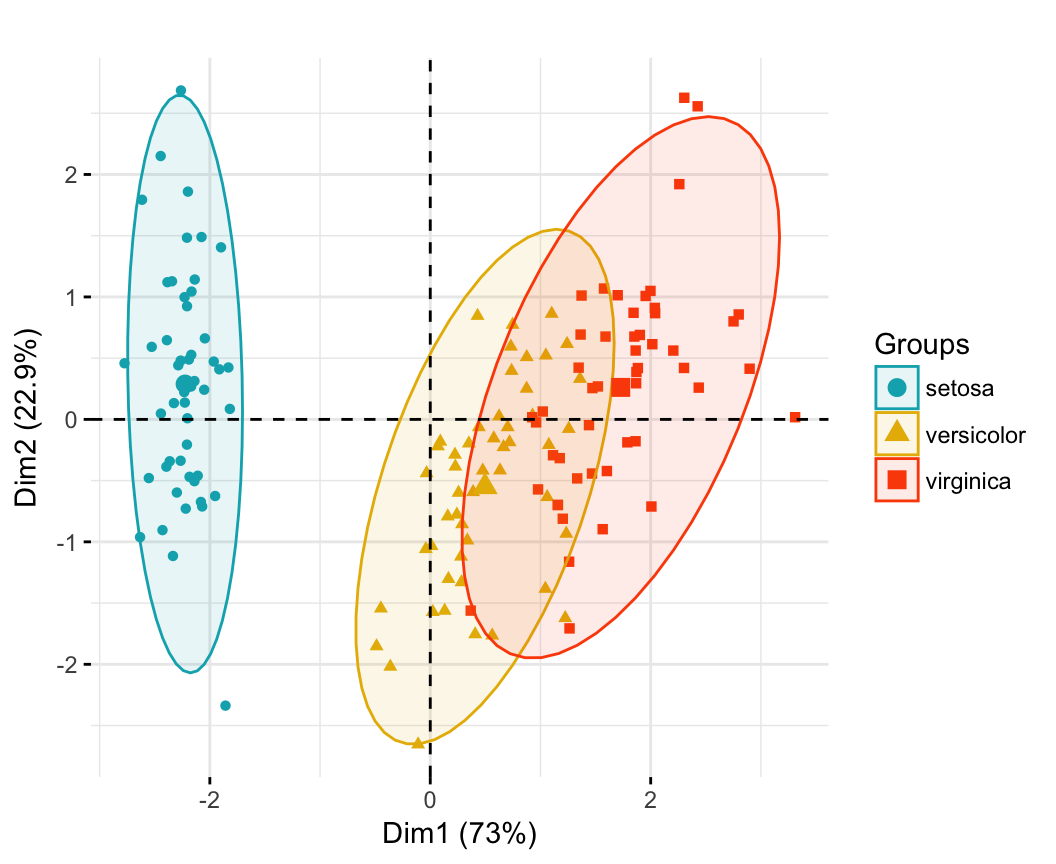 2
1
0
-1
-2
-2
0
2
Dim1 (73%)
Dim2 (22.9%)
Groups
setosa
versicolor
virginica